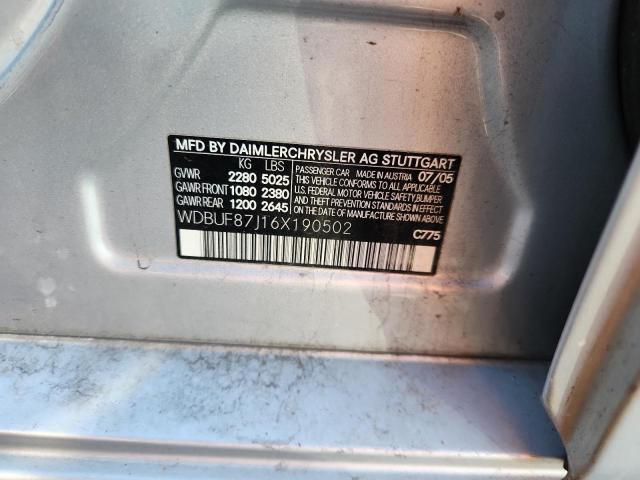 MFD BY DAIMLERCHRYSLER AG STUTTGART
KG LBS
GVWR 2280 5025
GAWR FRONT 1080 2380
GAWR REAR 1200 2645
PASSENGER CAR MADE IN AUSTRIA 07/05
THIS VEHICLE CONFORMS TO ALL APPLICABLE
U.S. FEDERAL MOTOR VEHICLE SAFETY, BUMPER
AND THEFT PREVENTION STANDARDS IN EFFECT
ON THE DATE OF MANUFACTURE SHOWN ABOVE
WDBUF87J16X190502
C775